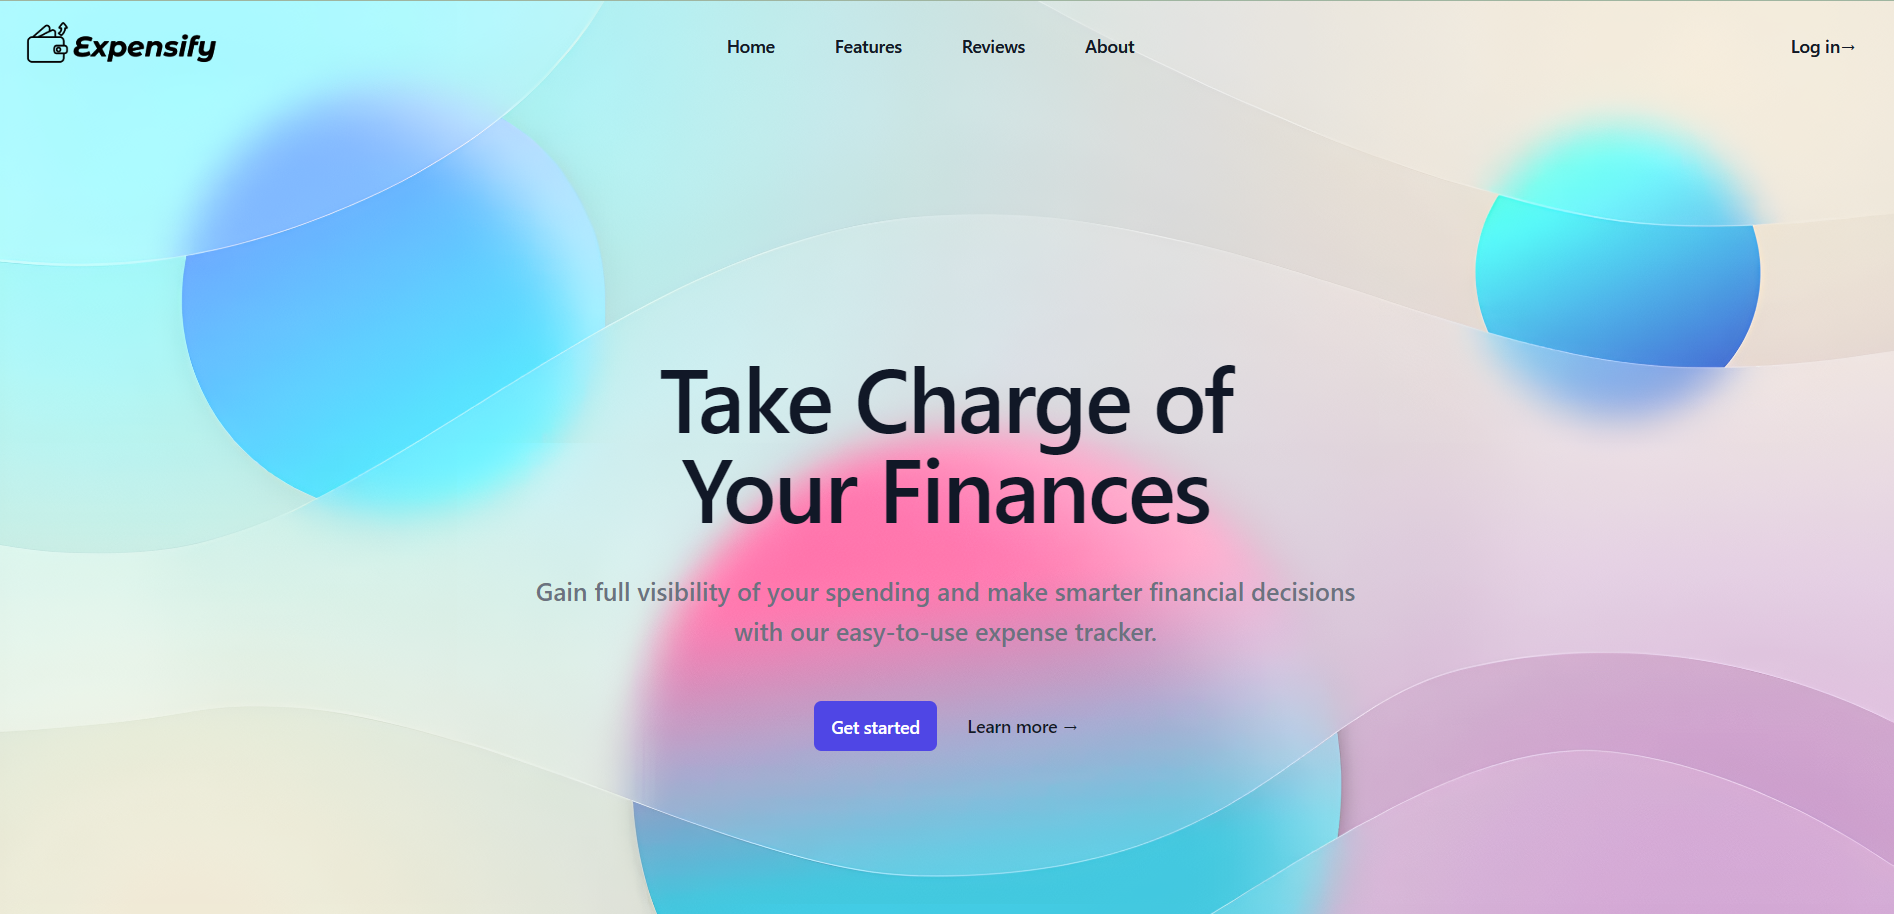 Expensify
Home Features Reviews About
Log in→
Take Charge of
Your Finances
Gain full visibility of your spending and make smarter financial decisions
with our easy-to-use expense tracker.
Get started
Learn more →